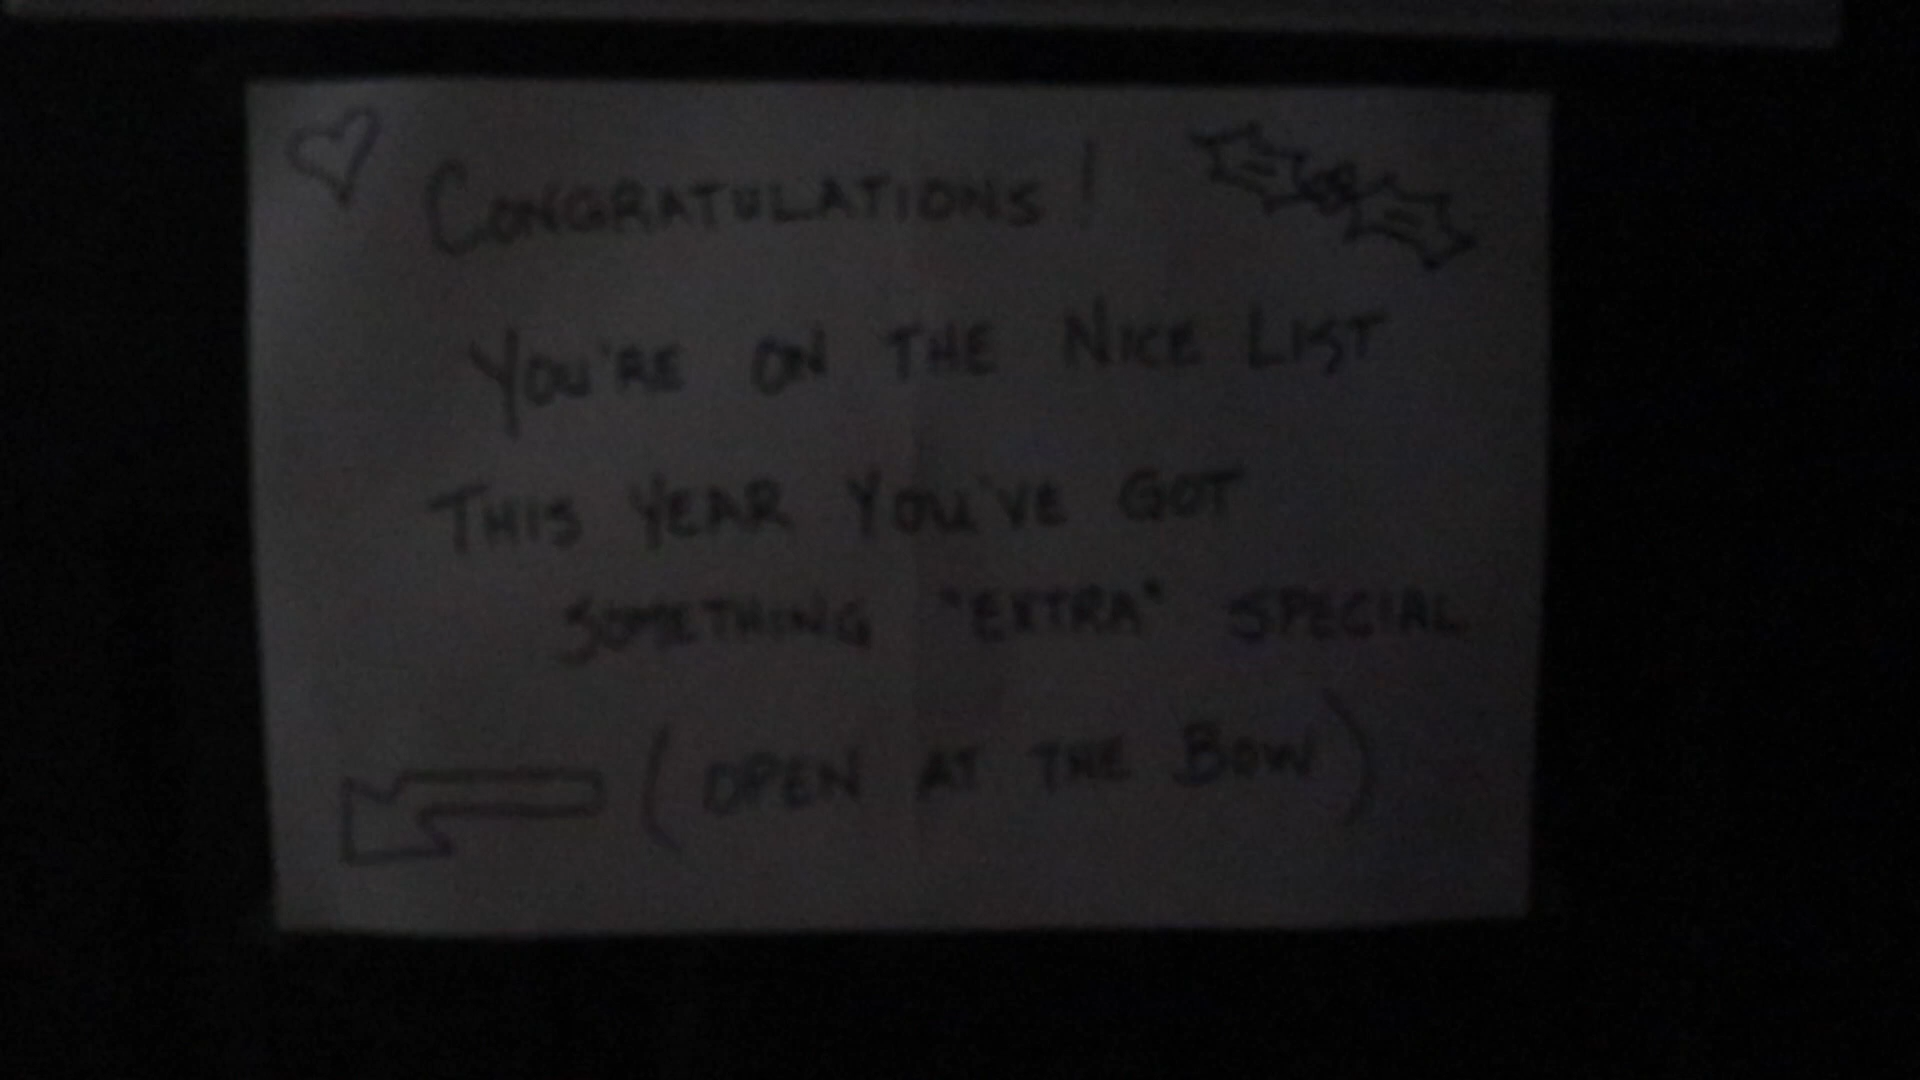 CONGRATULATIONS!
YOU'RE ON THE NICE LIST
THIS YEAR YOU'VE GOT
SOMETHING "EXTRA" SPECIAL
(OPEN AT THE BOW)